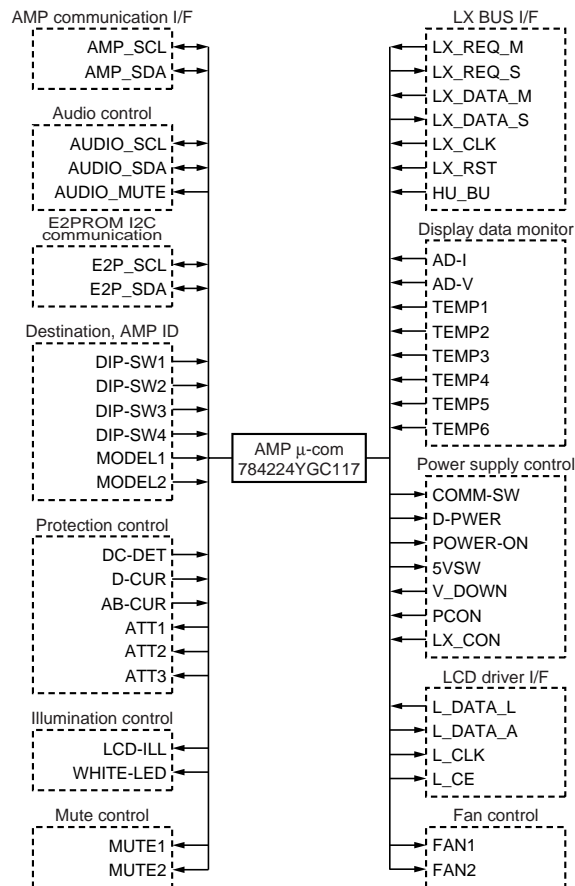 AMP communication I/F
AMP_SCL
AMP_SDA
Audio control
AUDIO_SCL
AUDIO_SDA
AUDIO_MUTE
E2PROM I2C
communication
E2P_SCL
E2P_SDA
Destination, AMP ID
DIP-SW1
DIP-SW2
DIP-SW3
DIP-SW4
MODEL1
MODEL2
Protection control
DC-DET
D-CUR
AB-CUR
ATT1
ATT2
ATT3
Illumination control
LCD-ILL
WHITE-LED
Mute control
MUTE1
MUTE2
AMP μ-com
784224YGC117
LX BUS I/F
LX_REQ_M
LX_REQ_S
LX_DATA_M
LX_DATA_S
LX_CLK
LX_RST
HU_BU
Display data monitor
AD-I
AD-V
TEMP1
TEMP2
TEMP3
TEMP4
TEMP5
TEMP6
Power supply control
COMM-SW
D-PWER
POWER-ON
5VSW
V_DOWN
PCON
LX_CON
LCD driver I/F
L_DATA_L
L_DATA_A
L_CLK
L_CE
Fan control
FAN1
FAN2